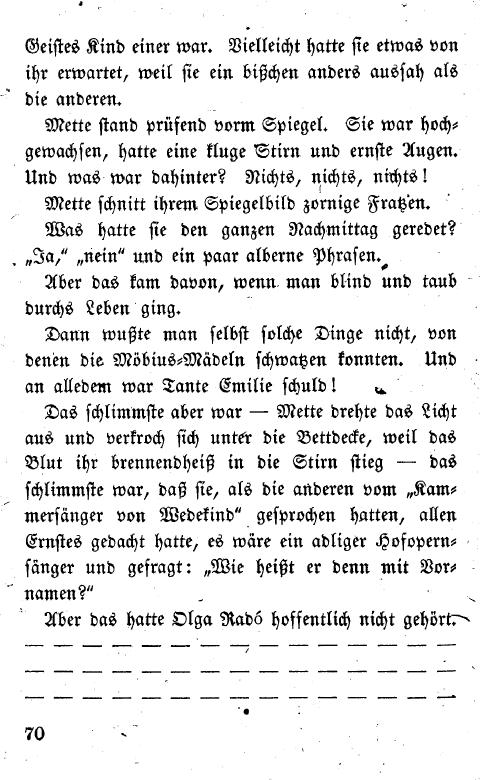 Geistes Kind einer war. Vielleicht hatte sie etwas von
ihr erwartet, weil sie ein bißchen anders aussah als
die anderen.
Mette stand prüfend vorm Spiegel. Sie war hoch-
gewachsen, hatte eine kluge Stirn und ernste Augen.
Und was war dahinter? Nichts, nichts, nichts!
Mette schnitt ihrem Spiegelbild zornige Fratzen.
Was hatte sie den ganzen Nachmittag geredet?
„Ja,“ „nein“ und ein paar alberne Phrasen.
Aber das kam davon, wenn man blind und taub
durchs Leben ging.
Dann wußte man selbst solche Dinge nicht, von
denen die Möbius-Mädeln schwatzen konnten. Und
an alledem war Tante Emilie schuld!
Das schlimmste aber war — Mette drehte das Licht
aus und verkroch sich unter die Bettdecke, weil das
Blut ihr brennendheiß in die Stirn stieg — das
schlimmste war, daß sie, als die anderen vom „Kam-
mersänger von Wedekind“ gesprochen hatten, allen
Ernstes gedacht hatte, es wäre ein adliger Hofopern-
sänger und gefragt: „Wie heißt er denn mit Vor-
namen?“
Aber das hatte Olga Radó hoffentlich nicht gehört.
— — — — — — — — — — — — — — — —
— — — — — — — — — — — — — — — —
— — — — — — — — — — — — — — — —
70